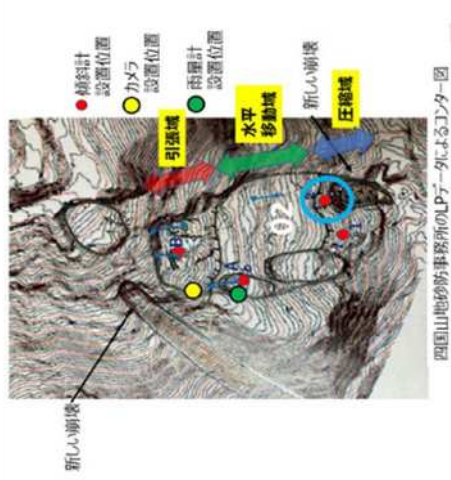 傾斜計
設置位置
カメラ
設置位置
雨量計
設置位置
新しい崩壊
引張域
水平
移動域
圧縮域
新しい崩壊
B
A
02
四国山地砂防事務所のLPデータによるコンター図